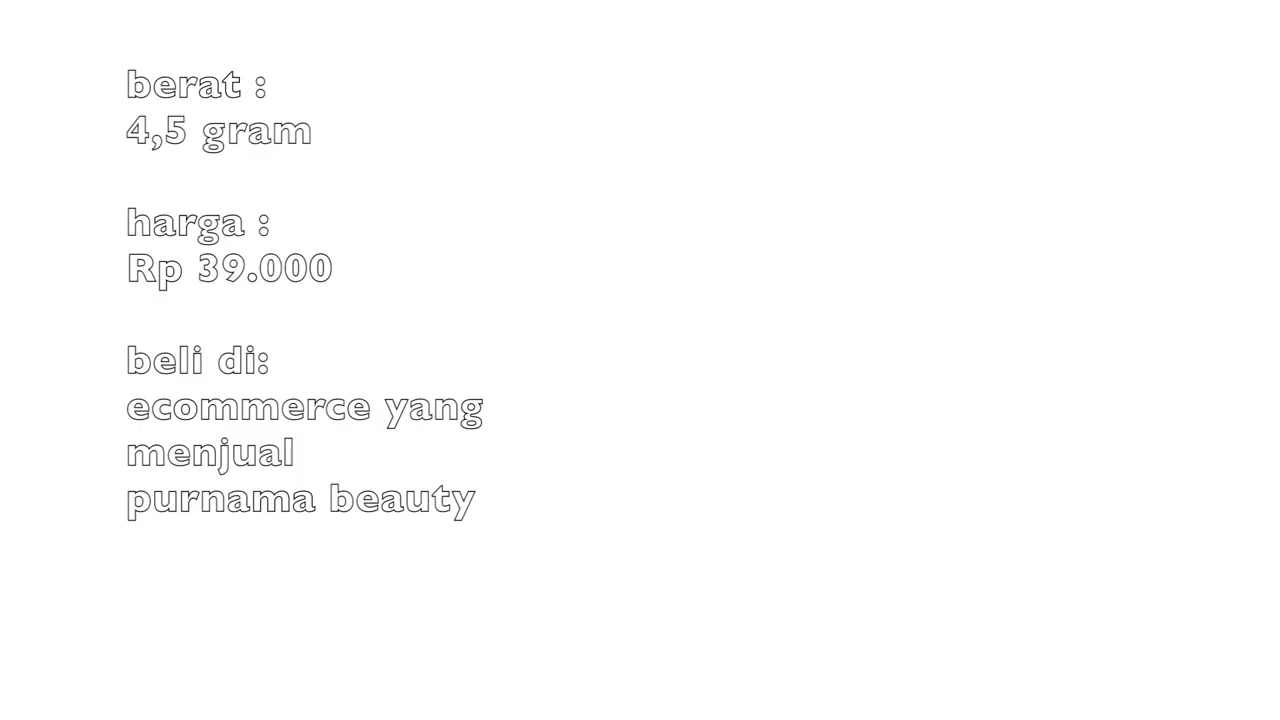 berat :
4,5 gram
harga :
Rp 39.000
beli di:
ecommerce yang
menjual
purnama beauty